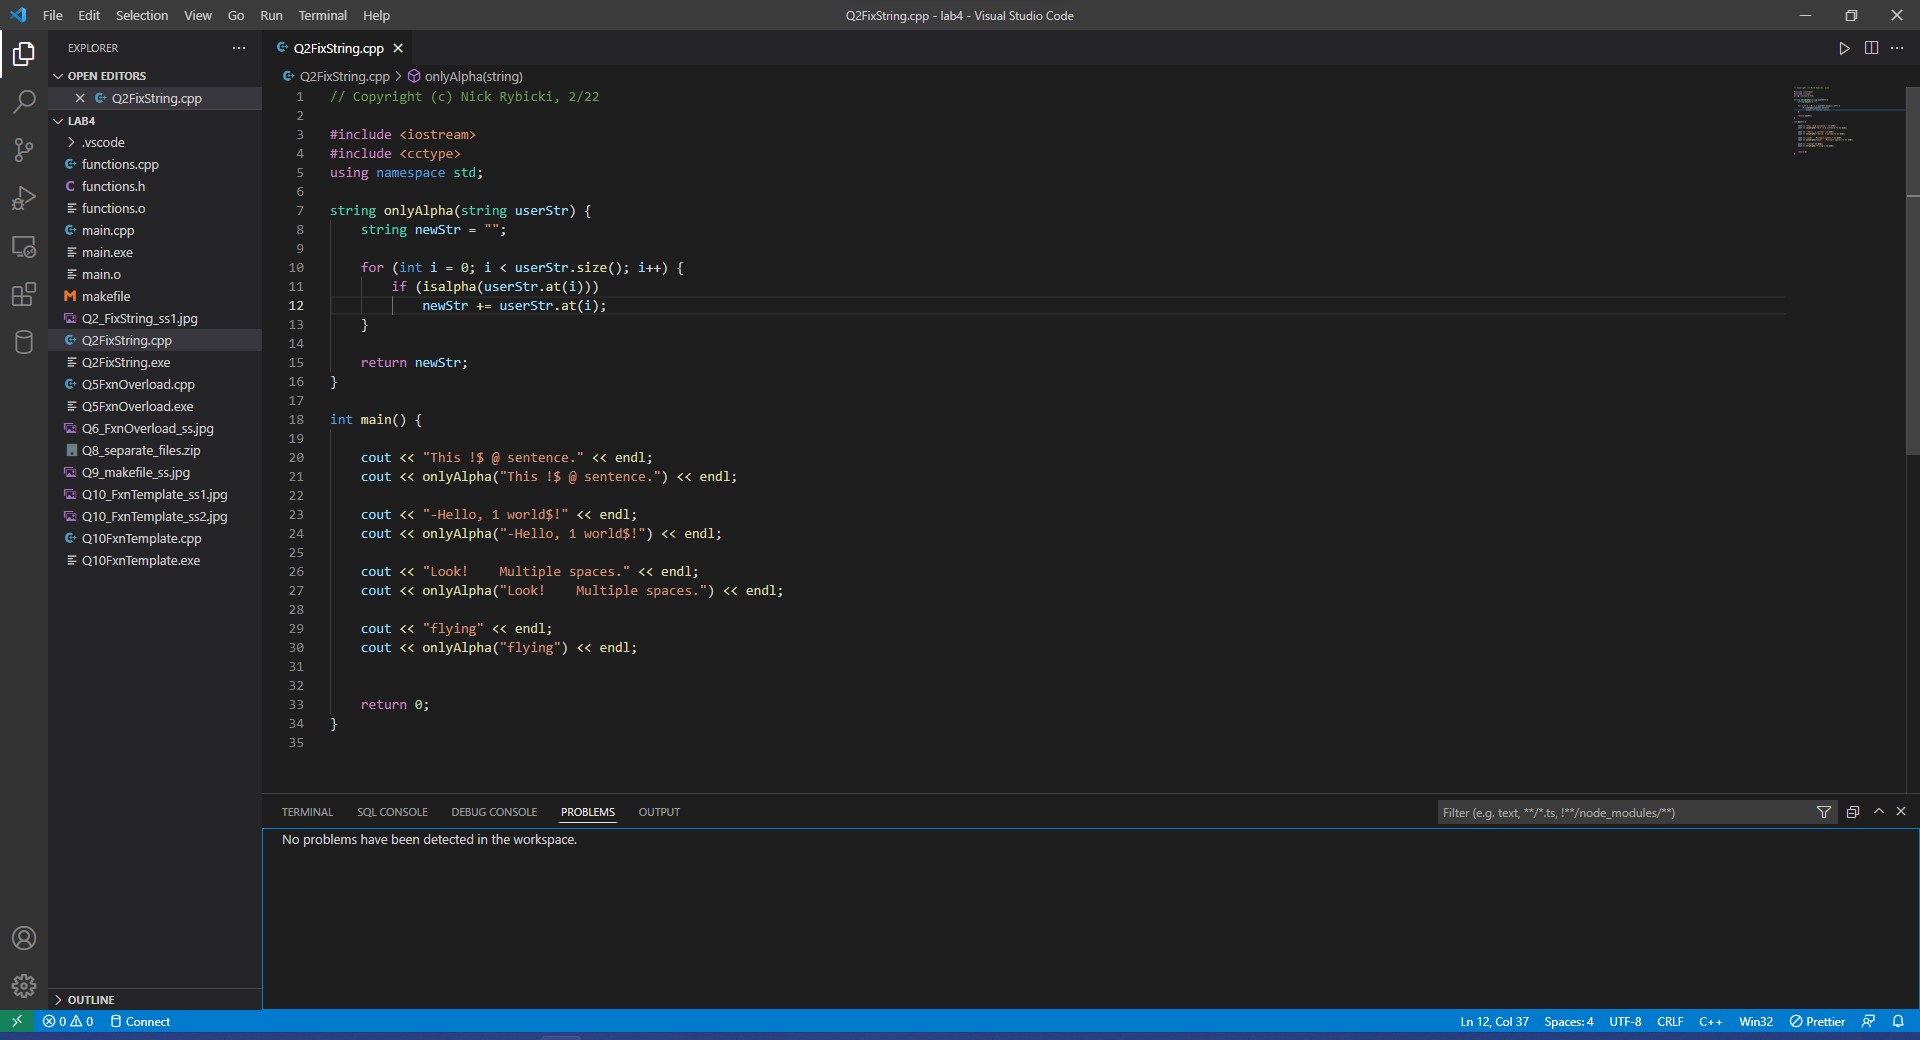 File Edit Selection View Go Run Terminal Help
Q2FixString.cpp - lab4 - Visual Studio Code
EXPLORER
OPEN EDITORS
Q2FixString.cpp
LAB4
.vscode
functions.cpp
functions.h
functions.o
main.cpp
main.exe
main.o
makefile
Q2_FixString_ss1.jpg
Q2FixString.cpp
Q2FixString.exe
Q5FxnOverload.cpp
Q5FxnOverload.exe
Q6_FxnOverload_ss.jpg
Q8_separate_files.zip
Q9_makefile_ss.jpg
Q10_FxnTemplate_ss1.jpg
Q10_FxnTemplate_ss2.jpg
Q10FxnTemplate.cpp
Q10FxnTemplate.exe
OUTLINE
Q2FixString.cpp
Q2FixString.cpp > onlyAlpha(string)
1 // Copyright (c) Nick Rybicki, 2/22
2
3 #include <iostream>
4 #include <cctype>
5 using namespace std;
6
7 string onlyAlpha(string userStr) {
8     string newStr = "";
9
10     for (int i = 0; i < userStr.size(); i++) {
11         if (isalpha(userStr.at(i)))
12             newStr += userStr.at(i);
13     }
14
15     return newStr;
16 }
17
18 int main() {
19
20     cout << "This !$ @ sentence." << endl;
21     cout << onlyAlpha("This !$ @ sentence.") << endl;
22
23     cout << "-Hello, 1 world$!" << endl;
24     cout << onlyAlpha("-Hello, 1 world$!") << endl;
25
26     cout << "Look!    Multiple spaces." << endl;
27     cout << onlyAlpha("Look!    Multiple spaces.") << endl;
28
29     cout << "flying" << endl;
30     cout << onlyAlpha("flying") << endl;
31
32
33     return 0;
34 }
35
TERMINAL SQL CONSOLE DEBUG CONSOLE PROBLEMS OUTPUT
Filter (e.g. text, **/*.ts, !**/node_modules/**)
No problems have been detected in the workspace.
0 0 Connect
Ln 12, Col 37 Spaces: 4 UTF-8 CRLF C++ Win32 Prettier